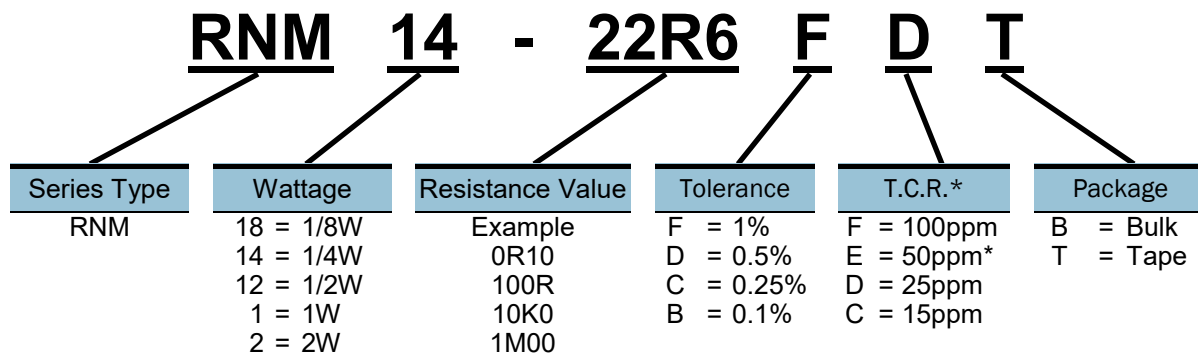 RNM 14 - 22R6 F D T
Series Type Wattage Resistance Value Tolerance T.C.R.* Package
RNM 18 = 1/8W Example F = 1% F = 100ppm B = Bulk
14 = 1/4W 0R10 D = 0.5% E = 50ppm* T = Tape
12 = 1/2W 100R C = 0.25% D = 25ppm
1 = 1W 10K0 B = 0.1% C = 15ppm
2 = 2W 1M00